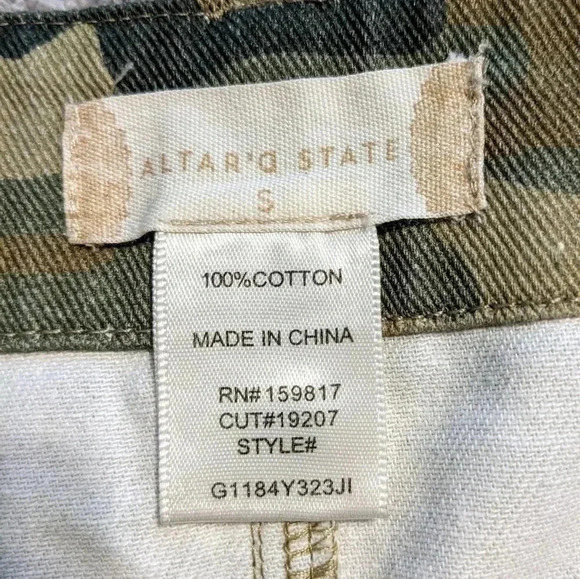 ALTAR'D STATE
S
100%COTTON
MADE IN CHINA
RN#159817
CUT#19207
STYLE#
G1184Y323JI